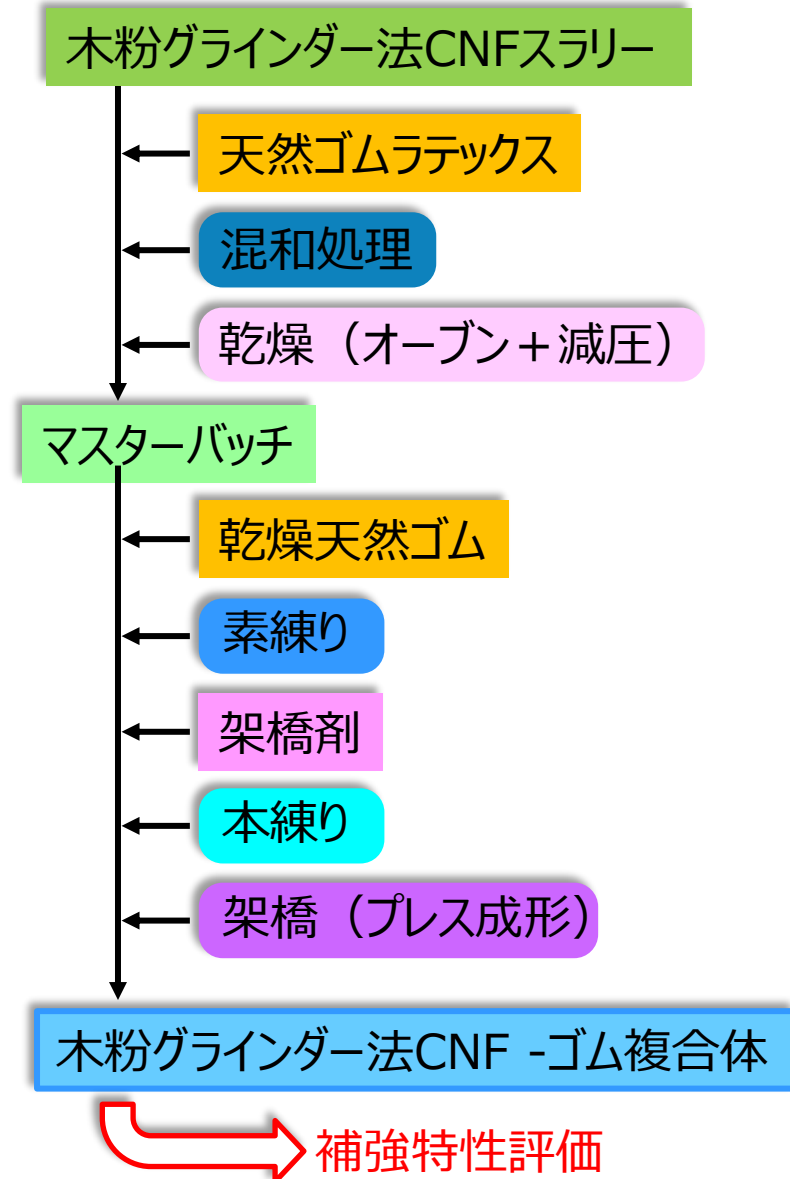 木粉グラインダー法CNFスラリー
天然ゴムラテックス
混和処理
乾燥（オーブン＋減圧）
マスターバッチ
乾燥天然ゴム
素練り
架橋剤
本練り
架橋（プレス成形）
木粉グラインダー法CNF -ゴム複合体
補強特性評価